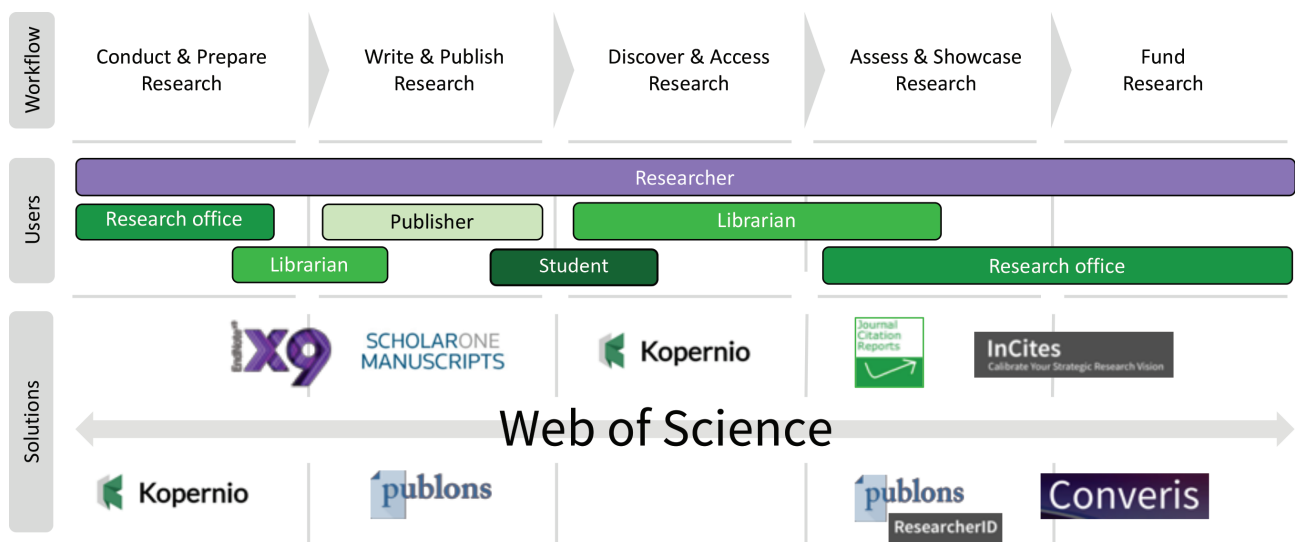 Workflow
Conduct & Prepare
Research
Write & Publish
Research
Discover & Access
Research
Assess & Showcase
Research
Fund
Research
Users
Researcher
Research office
Publisher
Librarian
Librarian
Student
Research office
Solutions
EndNote
X9
SCHOLARONE
MANUSCRIPTS
Kopernio
Journal
Citation
Reports
InCites
Calibrate Your Strategic Research Vision
Web of Science
Kopernio
publons
publons
ResearcherID
Converis